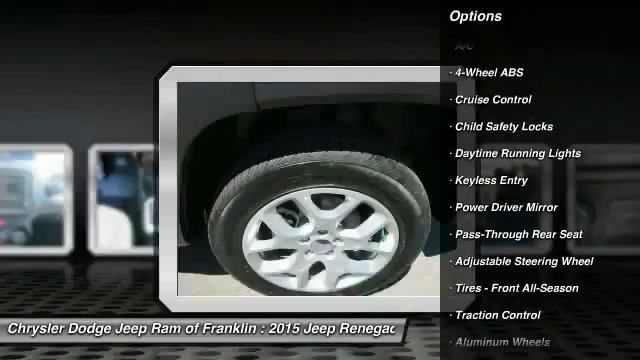 Options
A/C
· 4-Wheel ABS
· Cruise Control
· Child Safety Locks
· Daytime Running Lights
· Keyless Entry
· Power Driver Mirror
· Pass-Through Rear Seat
· Adjustable Steering Wheel
· Tires - Front All-Season
· Traction Control
· Aluminum Wheels
Chrysler Dodge Jeep Ram of Franklin : 2015 Jeep Renegac